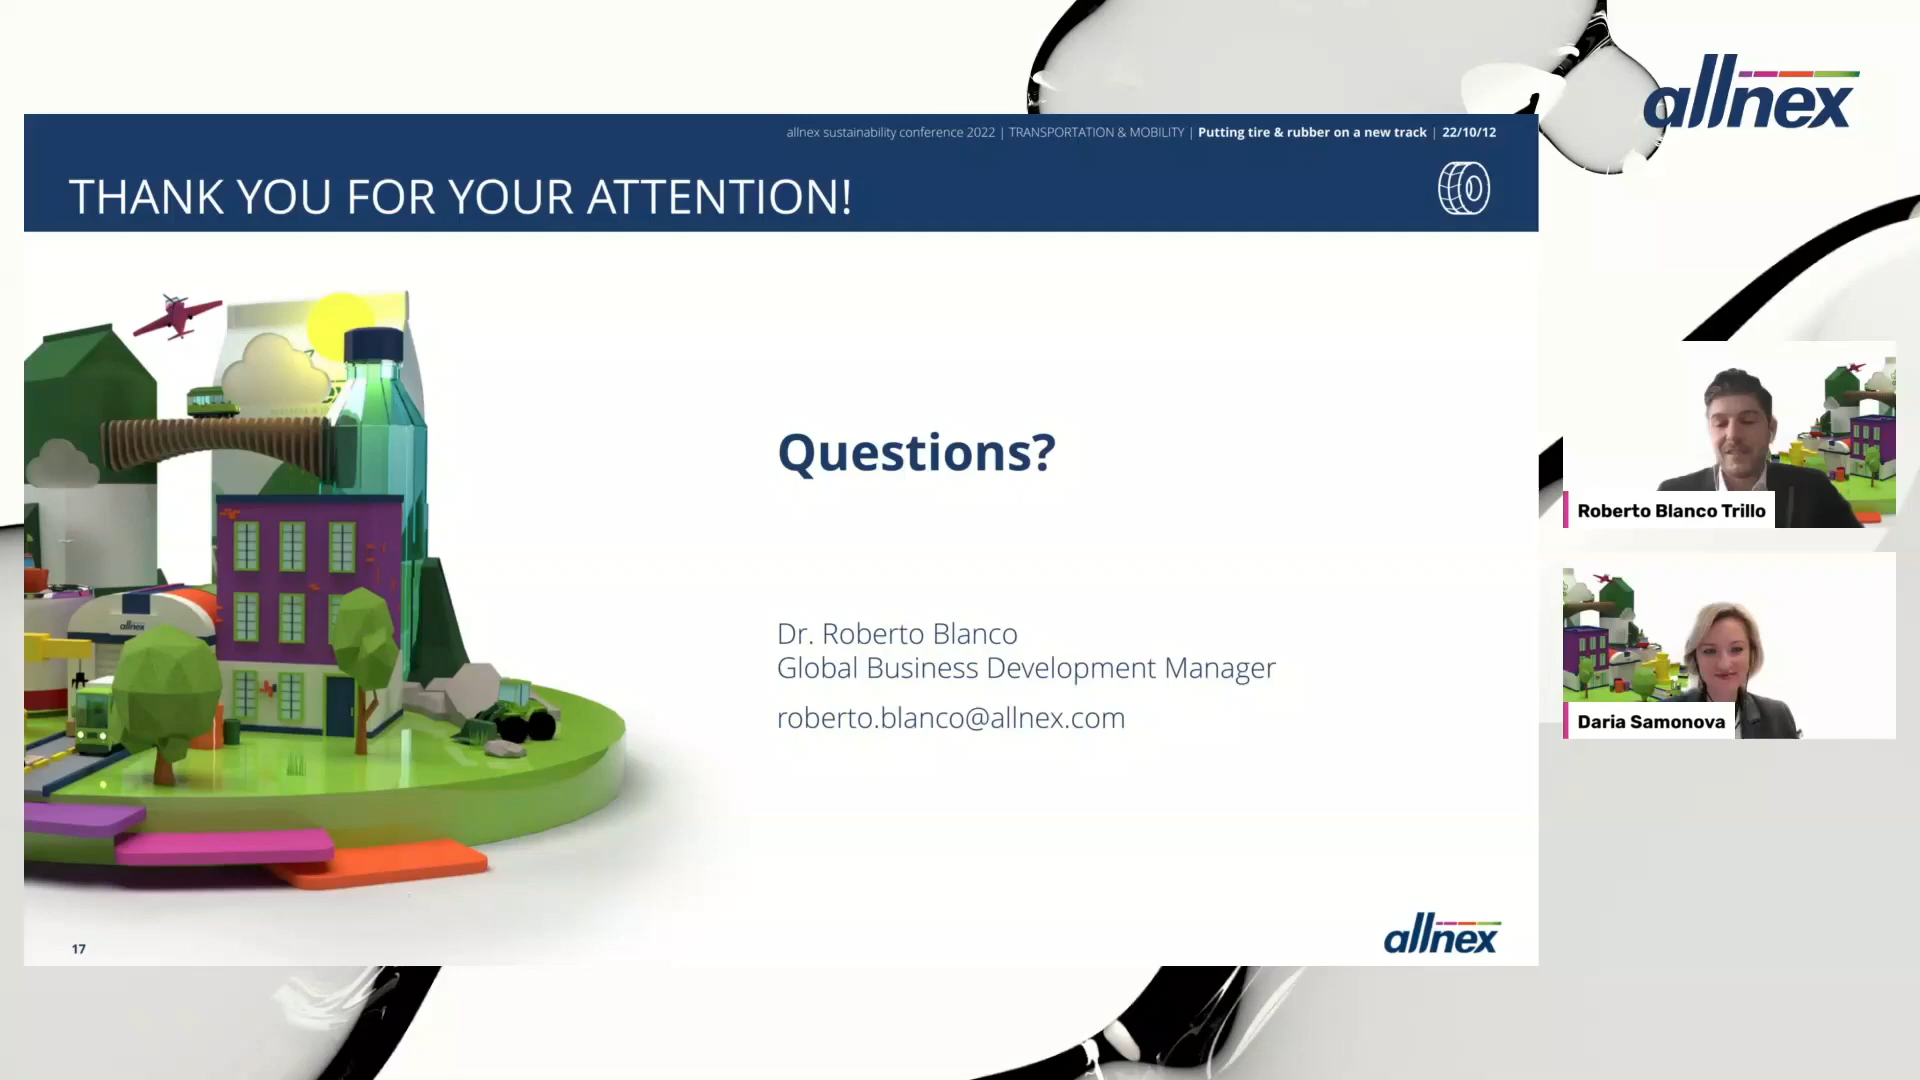 allnex
allnex sustainability conference 2022 | TRANSPORTATION & MOBILITY | Putting tire & rubber on a new track | 22/10/12
THANK YOU FOR YOUR ATTENTION!
Questions?
Roberto Blanco Trillo
allnex
Dr. Roberto Blanco
Global Business Development Manager
roberto.blanco@allnex.com
Daria Samonova
allnex
17